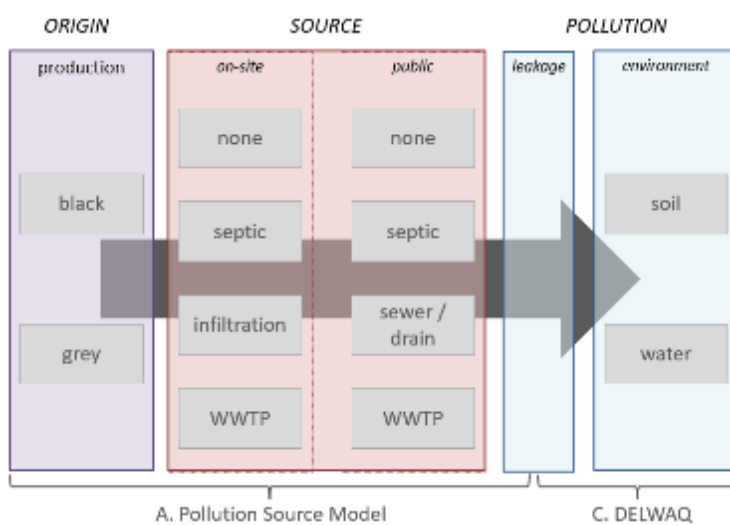 ORIGIN SOURCE POLLUTION
production on-site public leakage environment
none none
black soil
septic septic
infiltration sewer /
drain
grey water
WWTP WWTP
A. Pollution Source Model C. DELWAQ